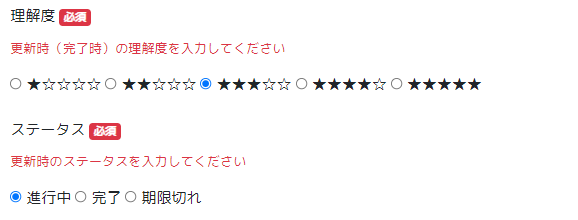 理解度 必須
更新時（完了時）の理解度を入力してください
★☆☆☆☆ ★★☆☆☆ ★★★☆☆ ★★★★☆ ★★★★★
ステータス 必須
更新時のステータスを入力してください
進行中 完了 期限切れ